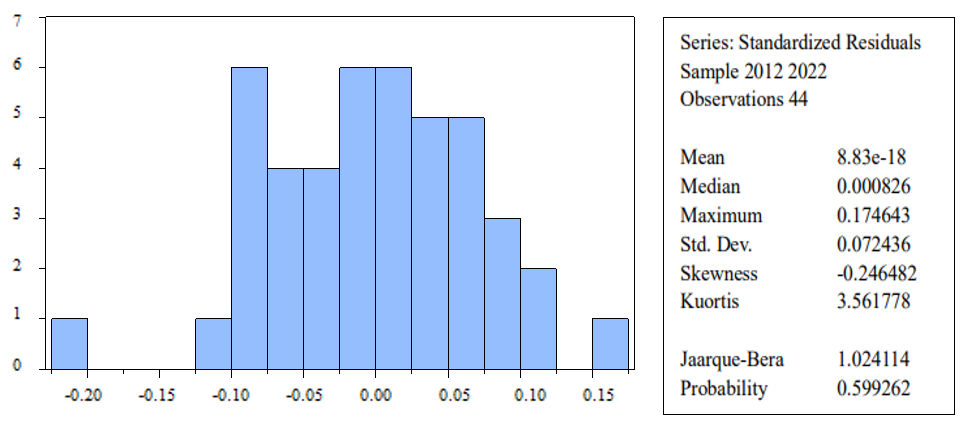 7
6
5
4
3
2
1
0
-0.20 -0.15 -0.10 -0.05 0.00 0.05 0.10 0.15
Series: Standardized Residuals
Sample 2012 2022
Observations 44
Mean 8.83e-18
Median 0.000826
Maximum 0.174643
Std. Dev. 0.072436
Skewness -0.246482
Kuortis 3.561778
Jaarque-Bera 1.024114
Probability 0.599262